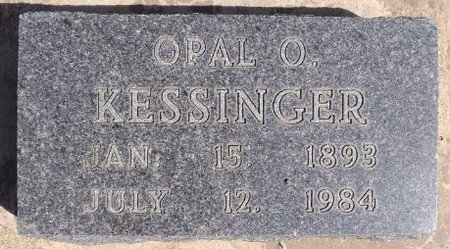 OPAL O.
KESSINGER
JAN. 15, 1893
JULY 12, 1984